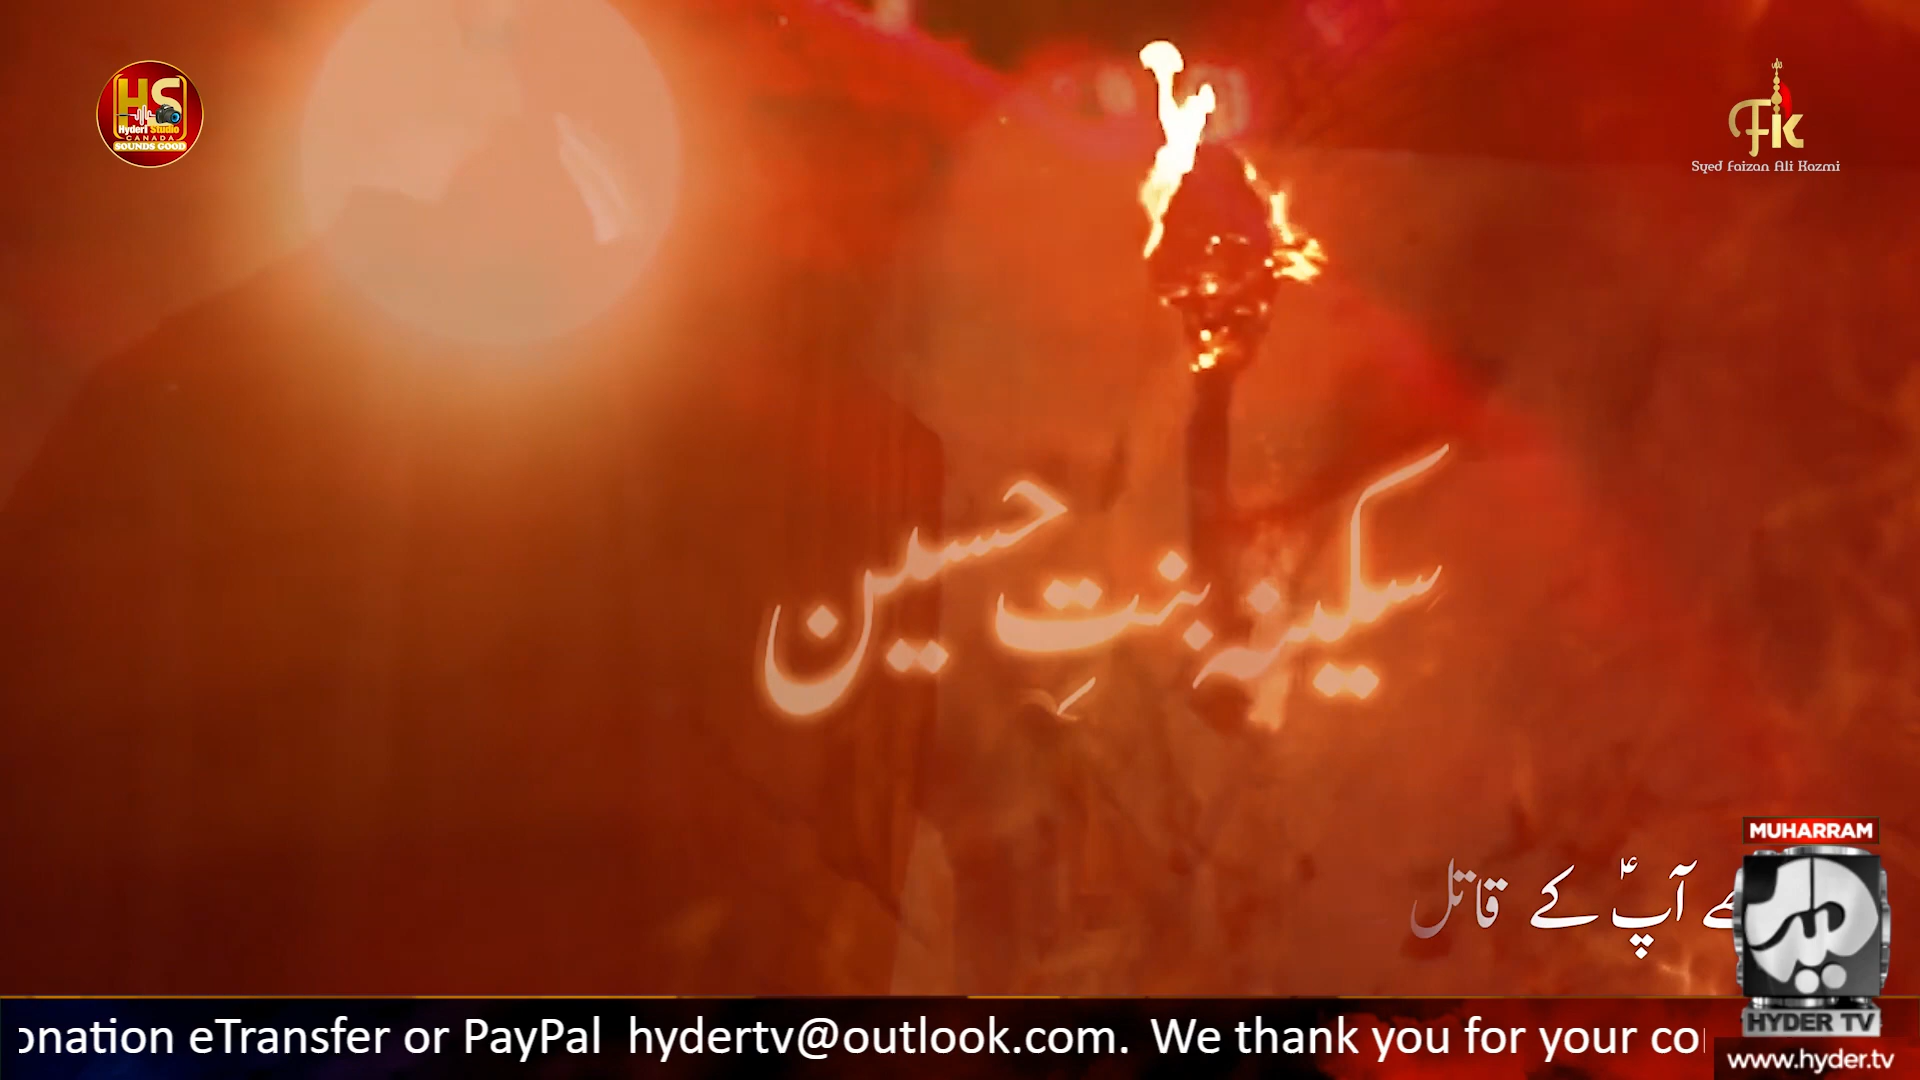 HS
Hyderi Studio
CANADA
SOUNDS GOOD
Fik
Syed Faizan Ali Kazmi
سکینہ بنتِ حسین
آپؑ کے قاتل
MUHARRAM
HYDER TV
onation eTransfer or PayPal hydertv@outlook.com. We thank you for your co
www.hyder.tv